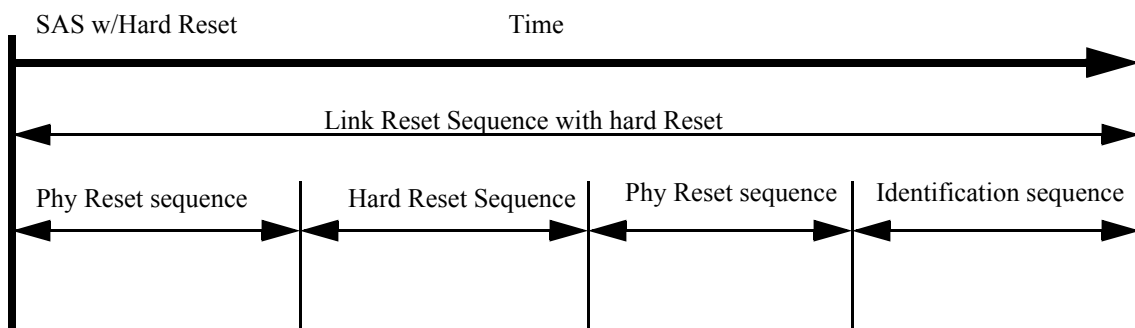 SAS w/Hard Reset
Time
Link Reset Sequence with hard Reset
Phy Reset sequence
Hard Reset Sequence
Phy Reset sequence
Identification sequence